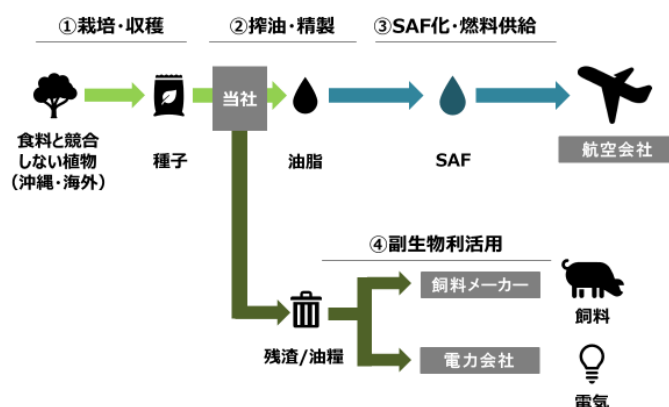 ①栽培・収穫
②搾油・精製
③SAF化・燃料供給
当社
食料と競合
しない植物
(沖縄・海外)
種子
油脂
SAF
航空会社
④副生物利活用
飼料メーカー
飼料
残渣/油糧
電力会社
電気